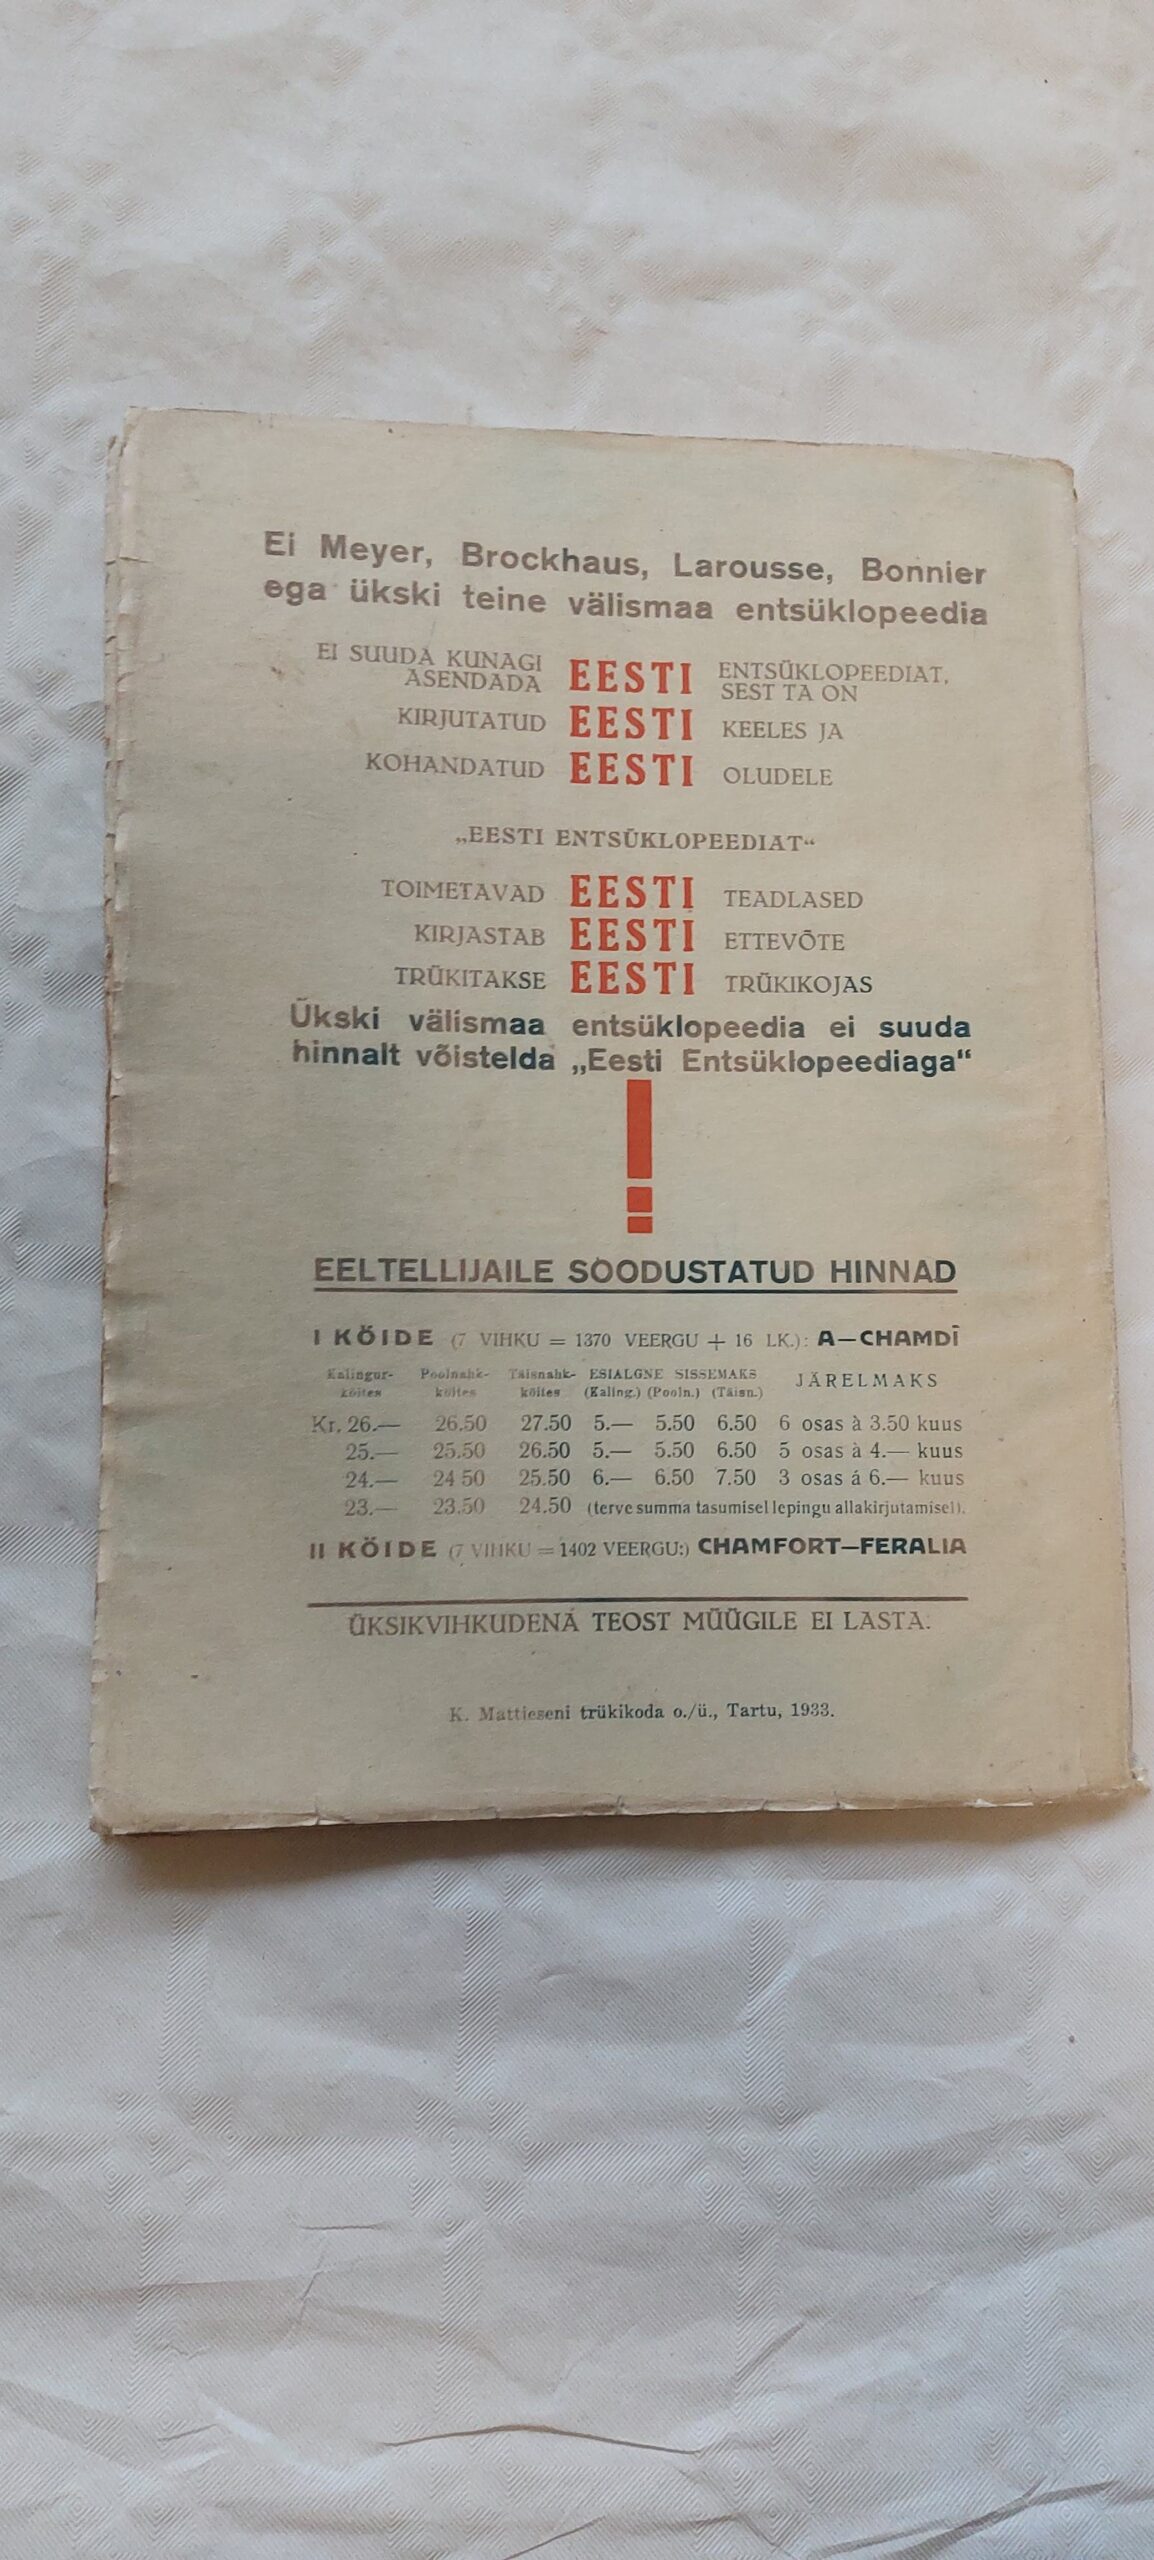 Ei Meyer, Brockhaus, Larousse, Bonnier
ega ükski teine välismaa entsüklopeedia
EI SUUDA KUNAGI ASENDADA EESTI ENTSÜKLOPEEDIAT, SEST TA ON
KIRJUTATUD EESTI KEELES JA
KOHANDATUD EESTI OLUDELE
„EESTI ENTSÜKLOPEEDIAT“
TOIMETAVAD EESTI TEADLASED
KIRJASTAB EESTI ETTEVÕTE
TRÜKITAKSE EESTI TRÜKIKOJAS
Ükski välismaa entsüklopeedia ei suuda
hinnalt võistelda „Eesti Entsüklopeediaga“
!
EELTELLIJAILE SOODUSTATUD HINNAD
I KÖIDE (7 VIHKU = 1370 VEERGU + 16 LK.): A—CHAMDĪ
Kalingur- Poolnahk- Täisnahk- ESIALGNE SISSEMAKS JÄRELMAKS
köites köites köites (Kaling.) (Pooln.) (Täisn.)
Kr. 26.— 26.50 27.50 5.— 5.50 6.50 6 osas à 3.50 kuus
25.— 25.50 26.50 5.— 5.50 6.50 5 osas à 4.— kuus
24.— 24 50 25.50 6.— 6.50 7.50 3 osas á 6.— kuus
23.— 23.50 24.50 (terve summa tasumisel lepingu allakirjutamisel).
II KÖIDE (7 VIHKU = 1402 VEERGU:) CHAMFORT—FERALIA
ÜKSIKVIHKUDENA TEOST MÜÜGILE EI LASTA.
K. Mattieseni trükikoda o./ü., Tartu, 1933.